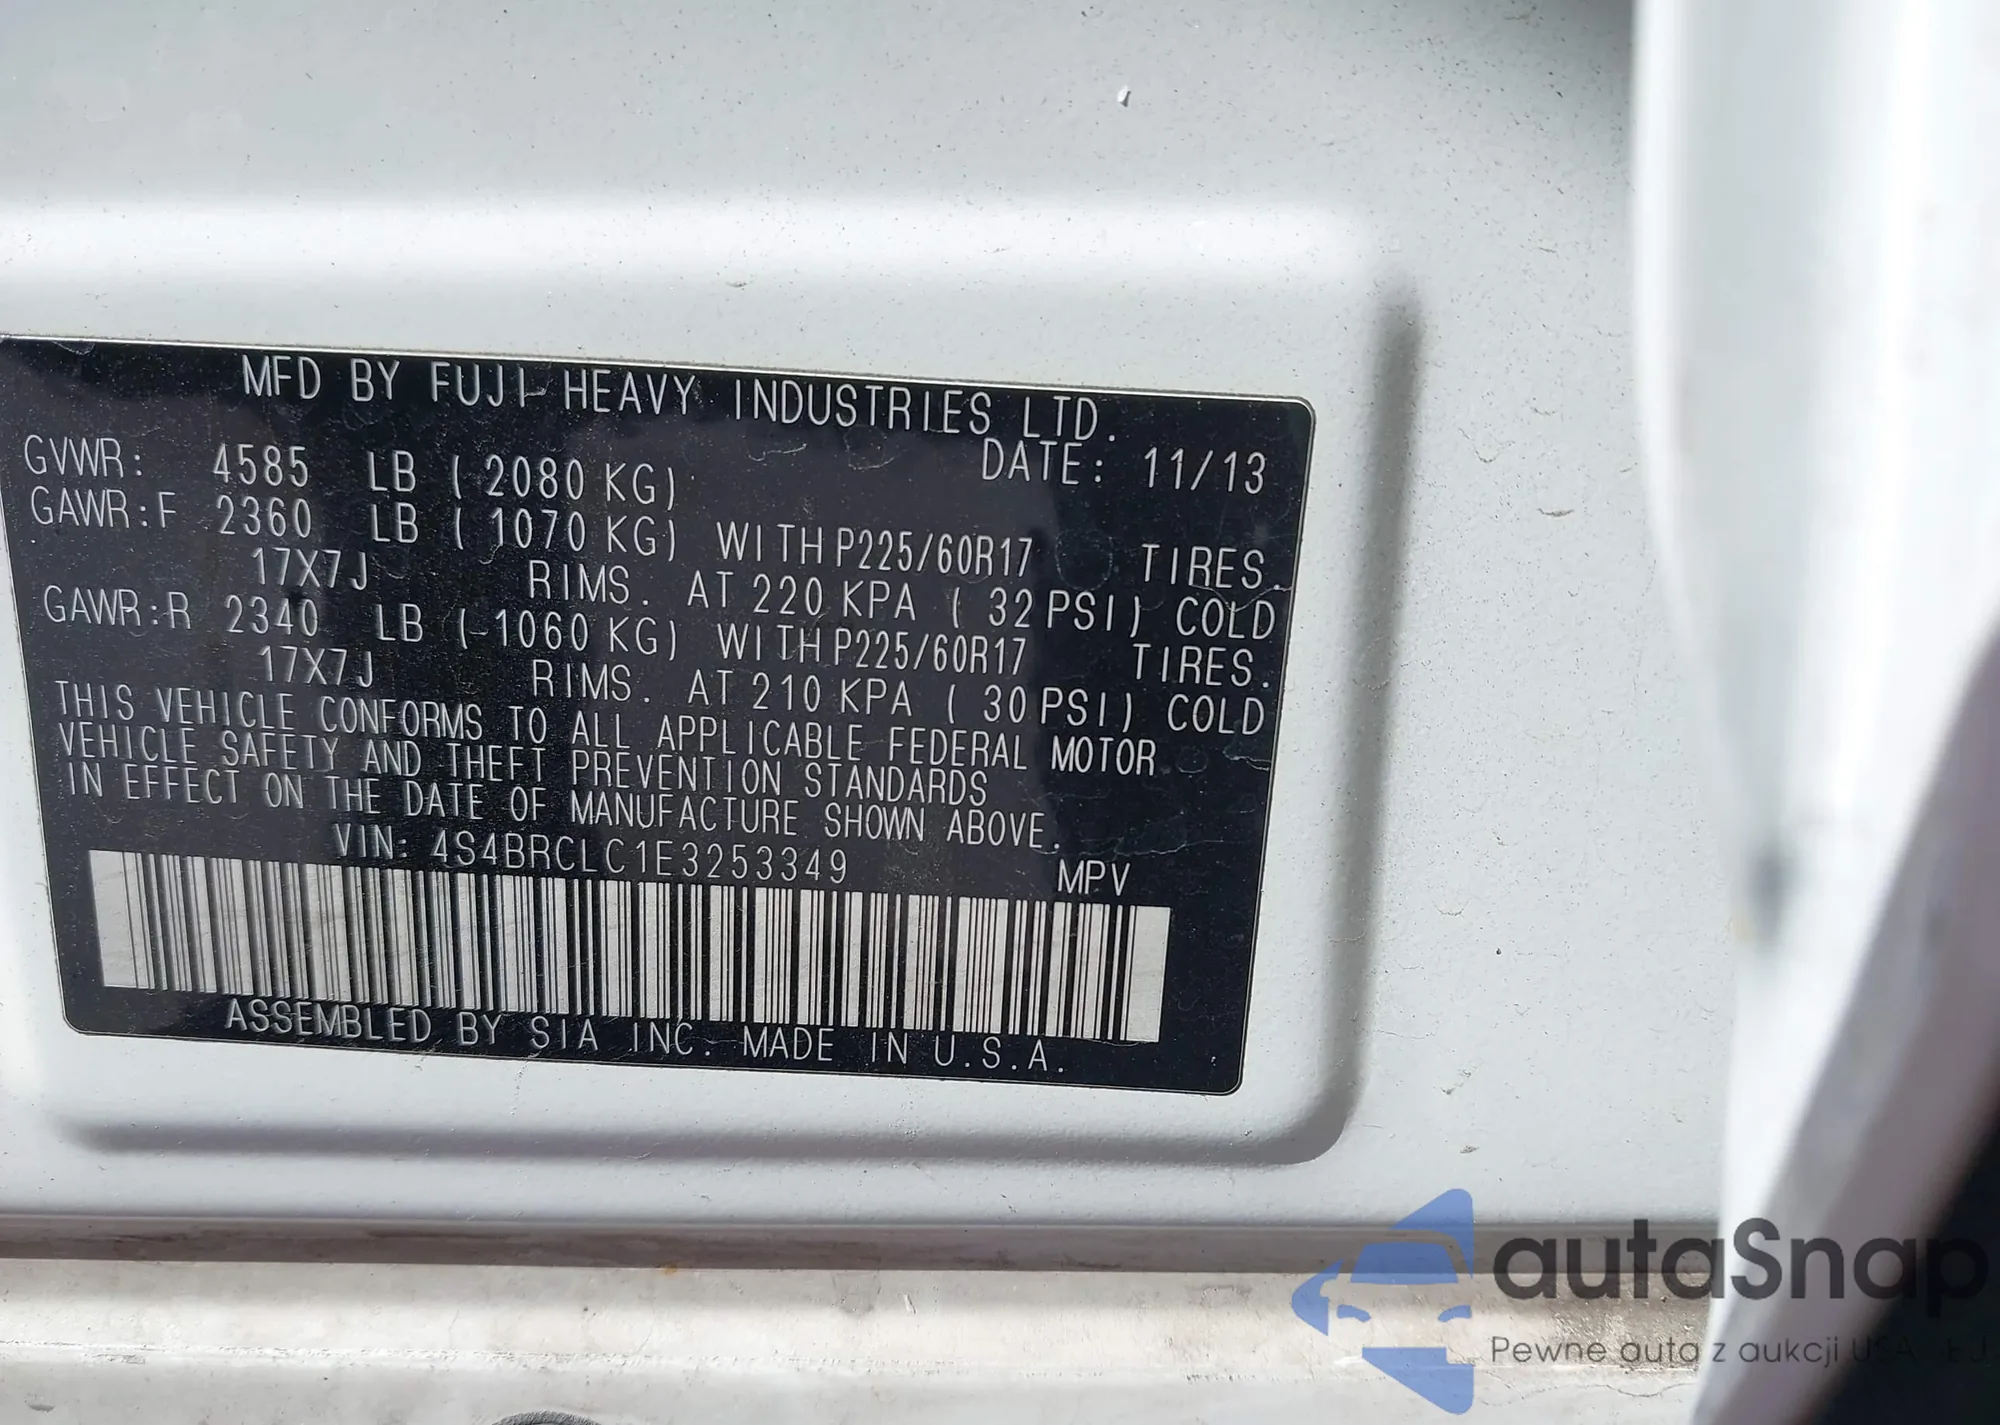 MFD BY FUJI HEAVY INDUSTRIES LTD.
DATE: 11/13
GVWR: 4585 LB ( 2080 KG)
GAWR:F 2360 LB ( 1070 KG) WITH P225/60R17 TIRES.
17X7J RIMS. AT 220 KPA ( 32 PSI) COLD
GAWR:R 2340 LB ( 1060 KG) WITH P225/60R17 TIRES.
17X7J RIMS. AT 210 KPA ( 30 PSI) COLD
THIS VEHICLE CONFORMS TO ALL APPLICABLE FEDERAL MOTOR
VEHICLE SAFETY AND THEFT PREVENTION STANDARDS
IN EFFECT ON THE DATE OF MANUFACTURE SHOWN ABOVE.
VIN: 4S4BRCLC1E3253349 MPV
ASSEMBLED BY SIA INC. MADE IN U.S.A.
autaSnap
Pewne auta z aukcji USA